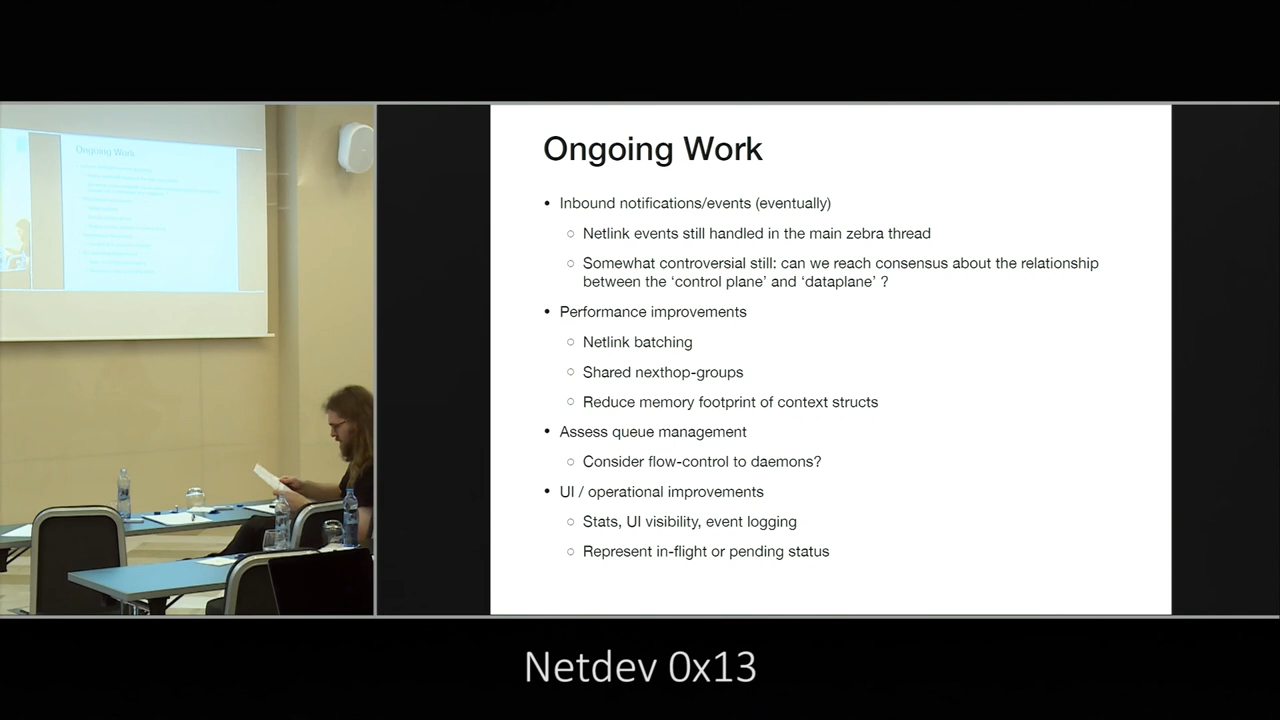 Ongoing Work
Ongoing Work
• Inbound notifications/events (eventually)
○ Netlink events still handled in the main zebra thread
○ Somewhat controversial still: can we reach consensus about the relationship
between the ‘control plane’ and ‘dataplane’ ?
• Performance improvements
○ Netlink batching
○ Shared nexthop-groups
○ Reduce memory footprint of context structs
• Assess queue management
○ Consider flow-control to daemons?
• UI / operational improvements
○ Stats, UI visibility, event logging
○ Represent in-flight or pending status
Netdev 0x13